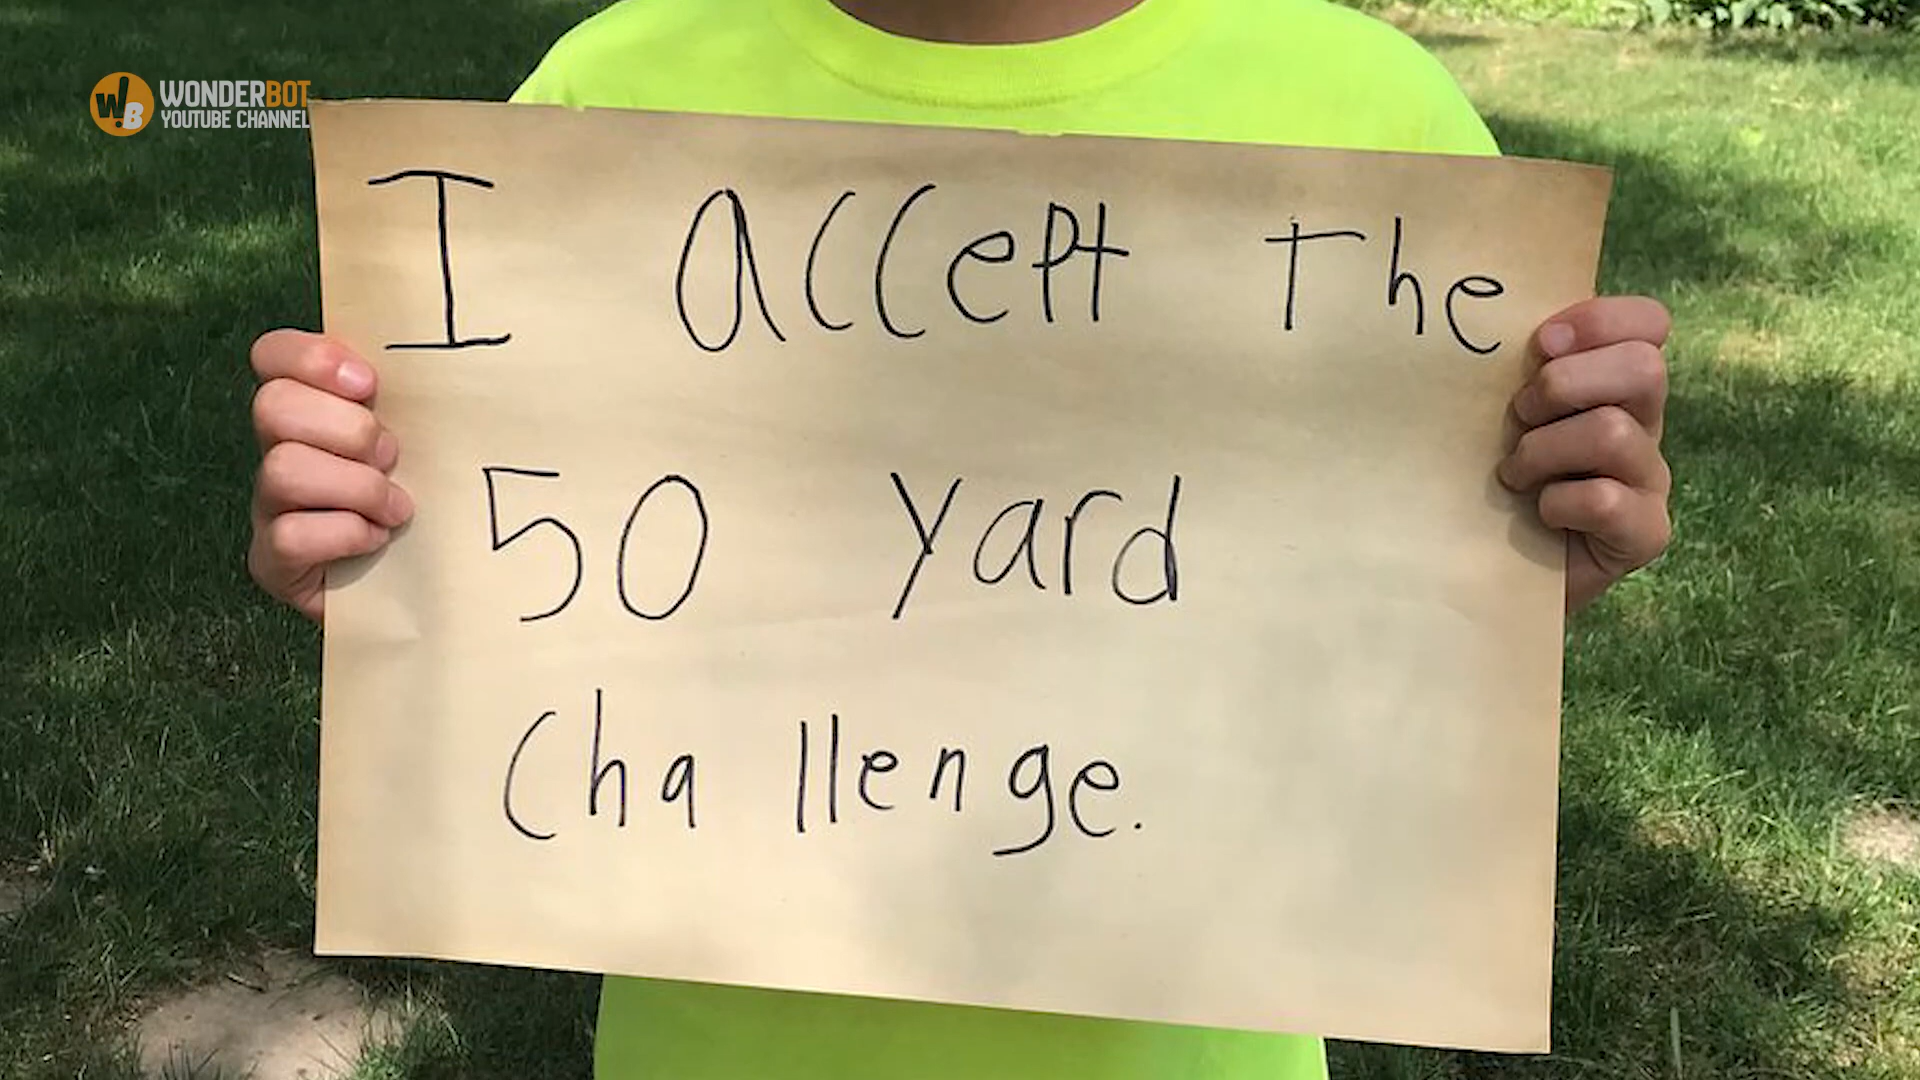 WONDERBOT
YOUTUBE CHANNEL
I accept The
50 yard
challenge.